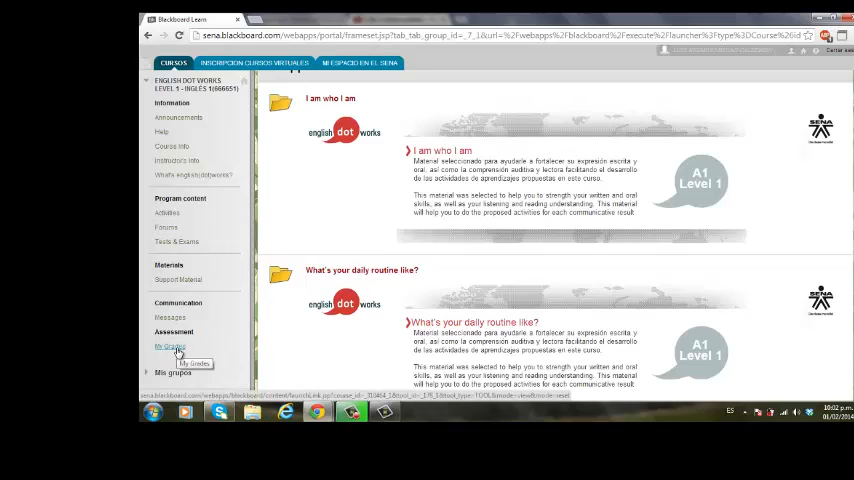 Blackboard Learn
sena.blackboard.com/webapps/portal/frameset.jsp?tab_tab_group_id=_7_1&url=%2Fwebapps%2Fblackboard%2Fexecute%2Flauncher%3Ftype%3DCourse%26id
Cerrar
CURSOS
INSCRIPCION CURSOS VIRTUALES
MI ESPACIO EN EL SENA
ENGLISH DOT WORKS
LEVEL 1 - INGLÉS 1(666651)
Information
Announcements
Help
Course Info
Instructor's Info
What's english|dot|works?
Program content
Activities
Forums
Tests & Exams
Materials
Support Material
Communication
Messages
Assessment
My Grades
My Grades
Mis grupos
I am who I am
english dot works
I am who I am
Material seleccionado para ayudarle a fortalecer su expresión escrita y
oral, así como la comprensión auditiva y lectora facilitando el desarrollo
de las actividades de aprendizajes propuestas en este curso.
This material was selected to help you to strength your written and oral
skills, as well as your listening and reading understanding. This material
will help you to do the proposed activities for each communicative result
A1
Level 1
SENA
What's your daily routine like?
english dot works
What's your daily routine like?
Material seleccionado para ayudarle a fortalecer su expresión escrita y
oral, así como la comprensión auditiva y lectora facilitando el desarrollo
de las actividades de aprendizajes propuestas en este curso.
This material was selected to help you to strength your written and oral
skills, as well as your listening and reading understanding. This material
will help you to do the proposed activities for each communicative result
A1
Level 1
SENA
ES
10:02 p.m.
01/02/2014